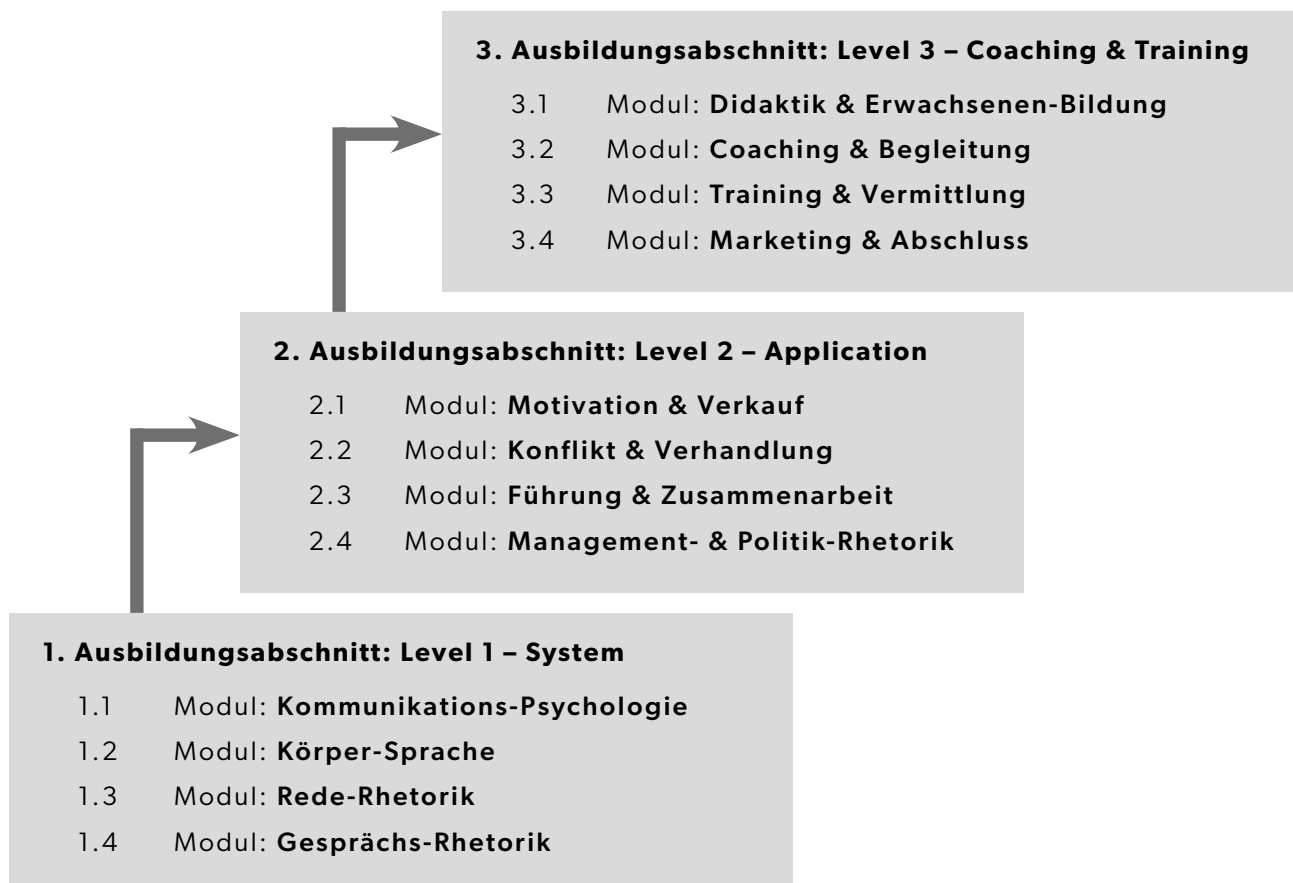 3. Ausbildungsabschnitt: Level 3 – Coaching & Training
3.1 Modul: Didaktik & Erwachsenen-Bildung
3.2 Modul: Coaching & Begleitung
3.3 Modul: Training & Vermittlung
3.4 Modul: Marketing & Abschluss
2. Ausbildungsabschnitt: Level 2 – Application
2.1 Modul: Motivation & Verkauf
2.2 Modul: Konflikt & Verhandlung
2.3 Modul: Führung & Zusammenarbeit
2.4 Modul: Management- & Politik-Rhetorik
1. Ausbildungsabschnitt: Level 1 – System
1.1 Modul: Kommunikations-Psychologie
1.2 Modul: Körper-Sprache
1.3 Modul: Rede-Rhetorik
1.4 Modul: Gesprächs-Rhetorik